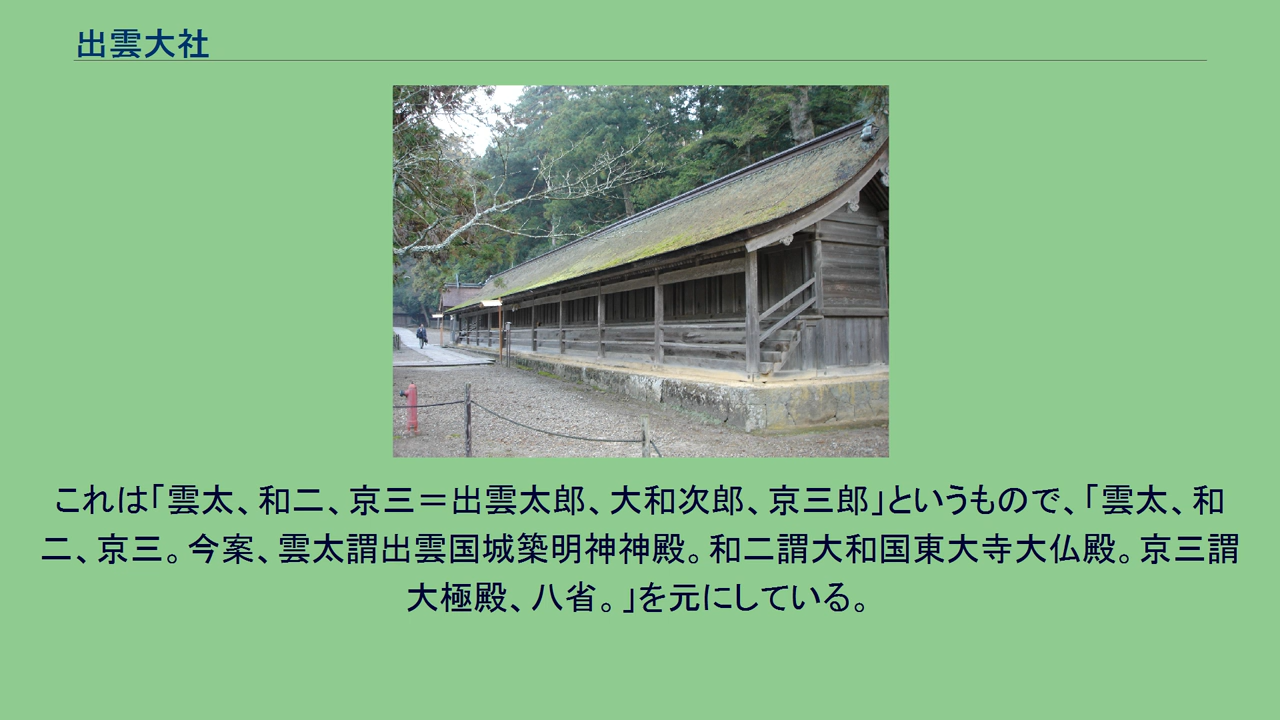 出雲大社
これは「雲太、和二、京三＝出雲太郎、大和次郎、京三郎」というもので、「雲太、和
二、京三。今案、雲太謂出雲国城築明神神殿。和二謂大和国東大寺大仏殿。京三謂
大極殿、八省。」を元にしている。